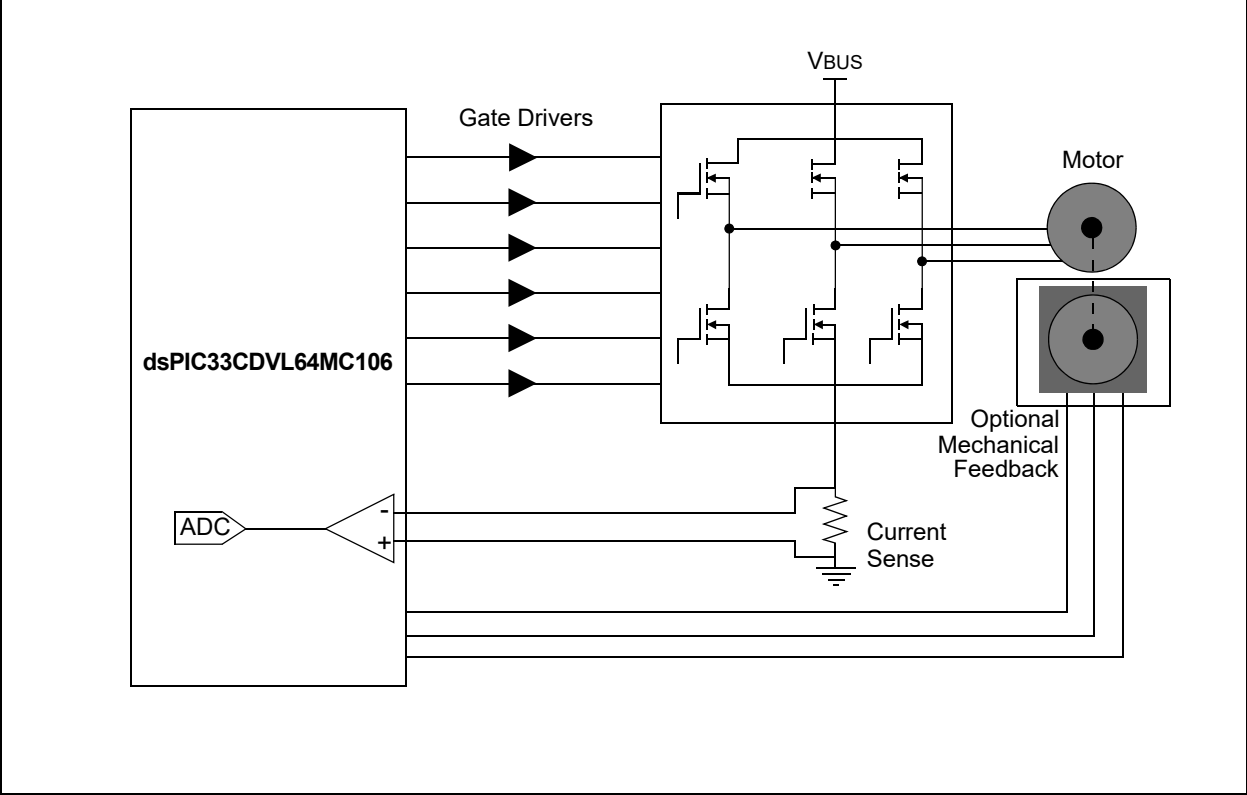 VBUS
Gate Drivers
Motor
dsPIC33CDVL64MC106
Optional
Mechanical
Feedback
-
ADC
+
Current
Sense